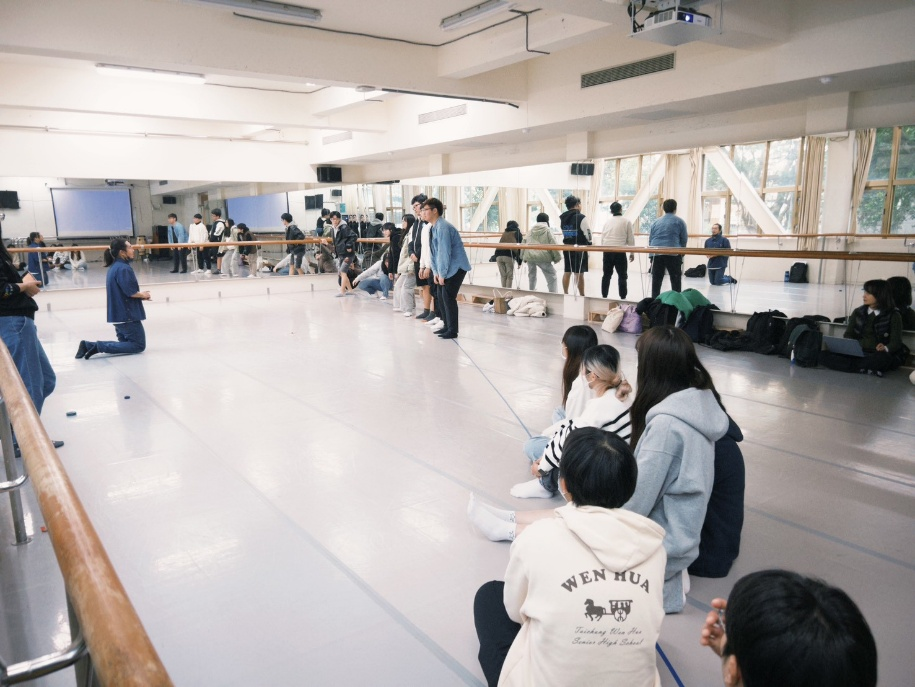 WEN HUA
Taichung Wen Hua
Senior High School